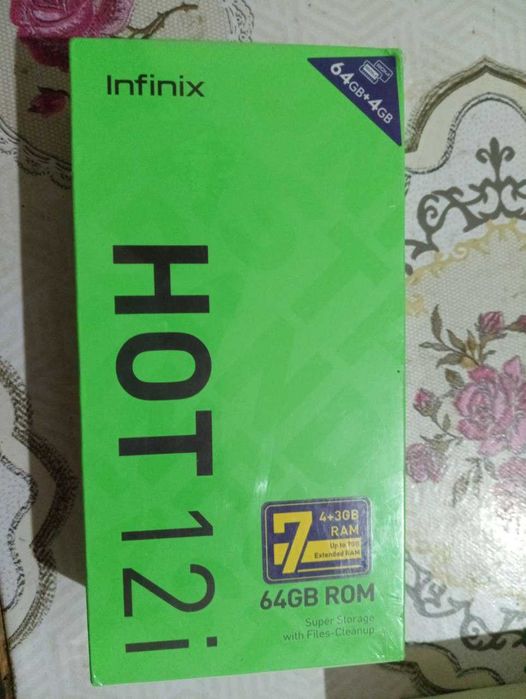 Infinix
64GB+4GB
HOT 12i
7
4+3GB
RAM
Up to 7GB
Extended RAM
64GB ROM
Super Storage
with Files-Cleanup